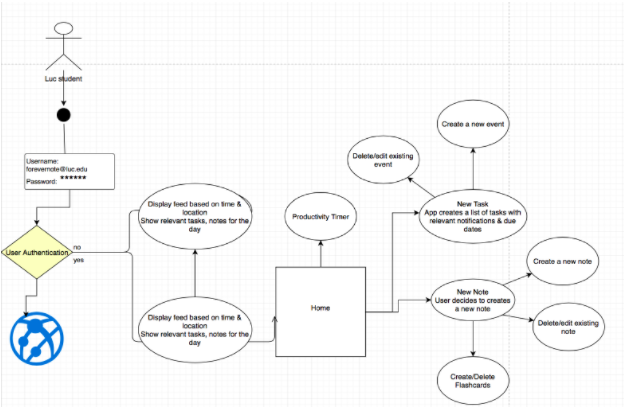 Luc student
Username:
forevernote@luc.edu
Password: ******
User Authentication
no
yes
Display feed based on time &
location
Show relevant tasks, notes for the
day
Display feed based on time &
location
Show relevant tasks, notes for the
day
Productivity Timer
Home
Delete/edit existing
event
Create a new event
New Task
App creates a list of tasks with
relevant notifications & due
dates
New Note
User decides to creates
a new note
Create a new note
Delete/edit existing
note
Create/Delete
Flashcards